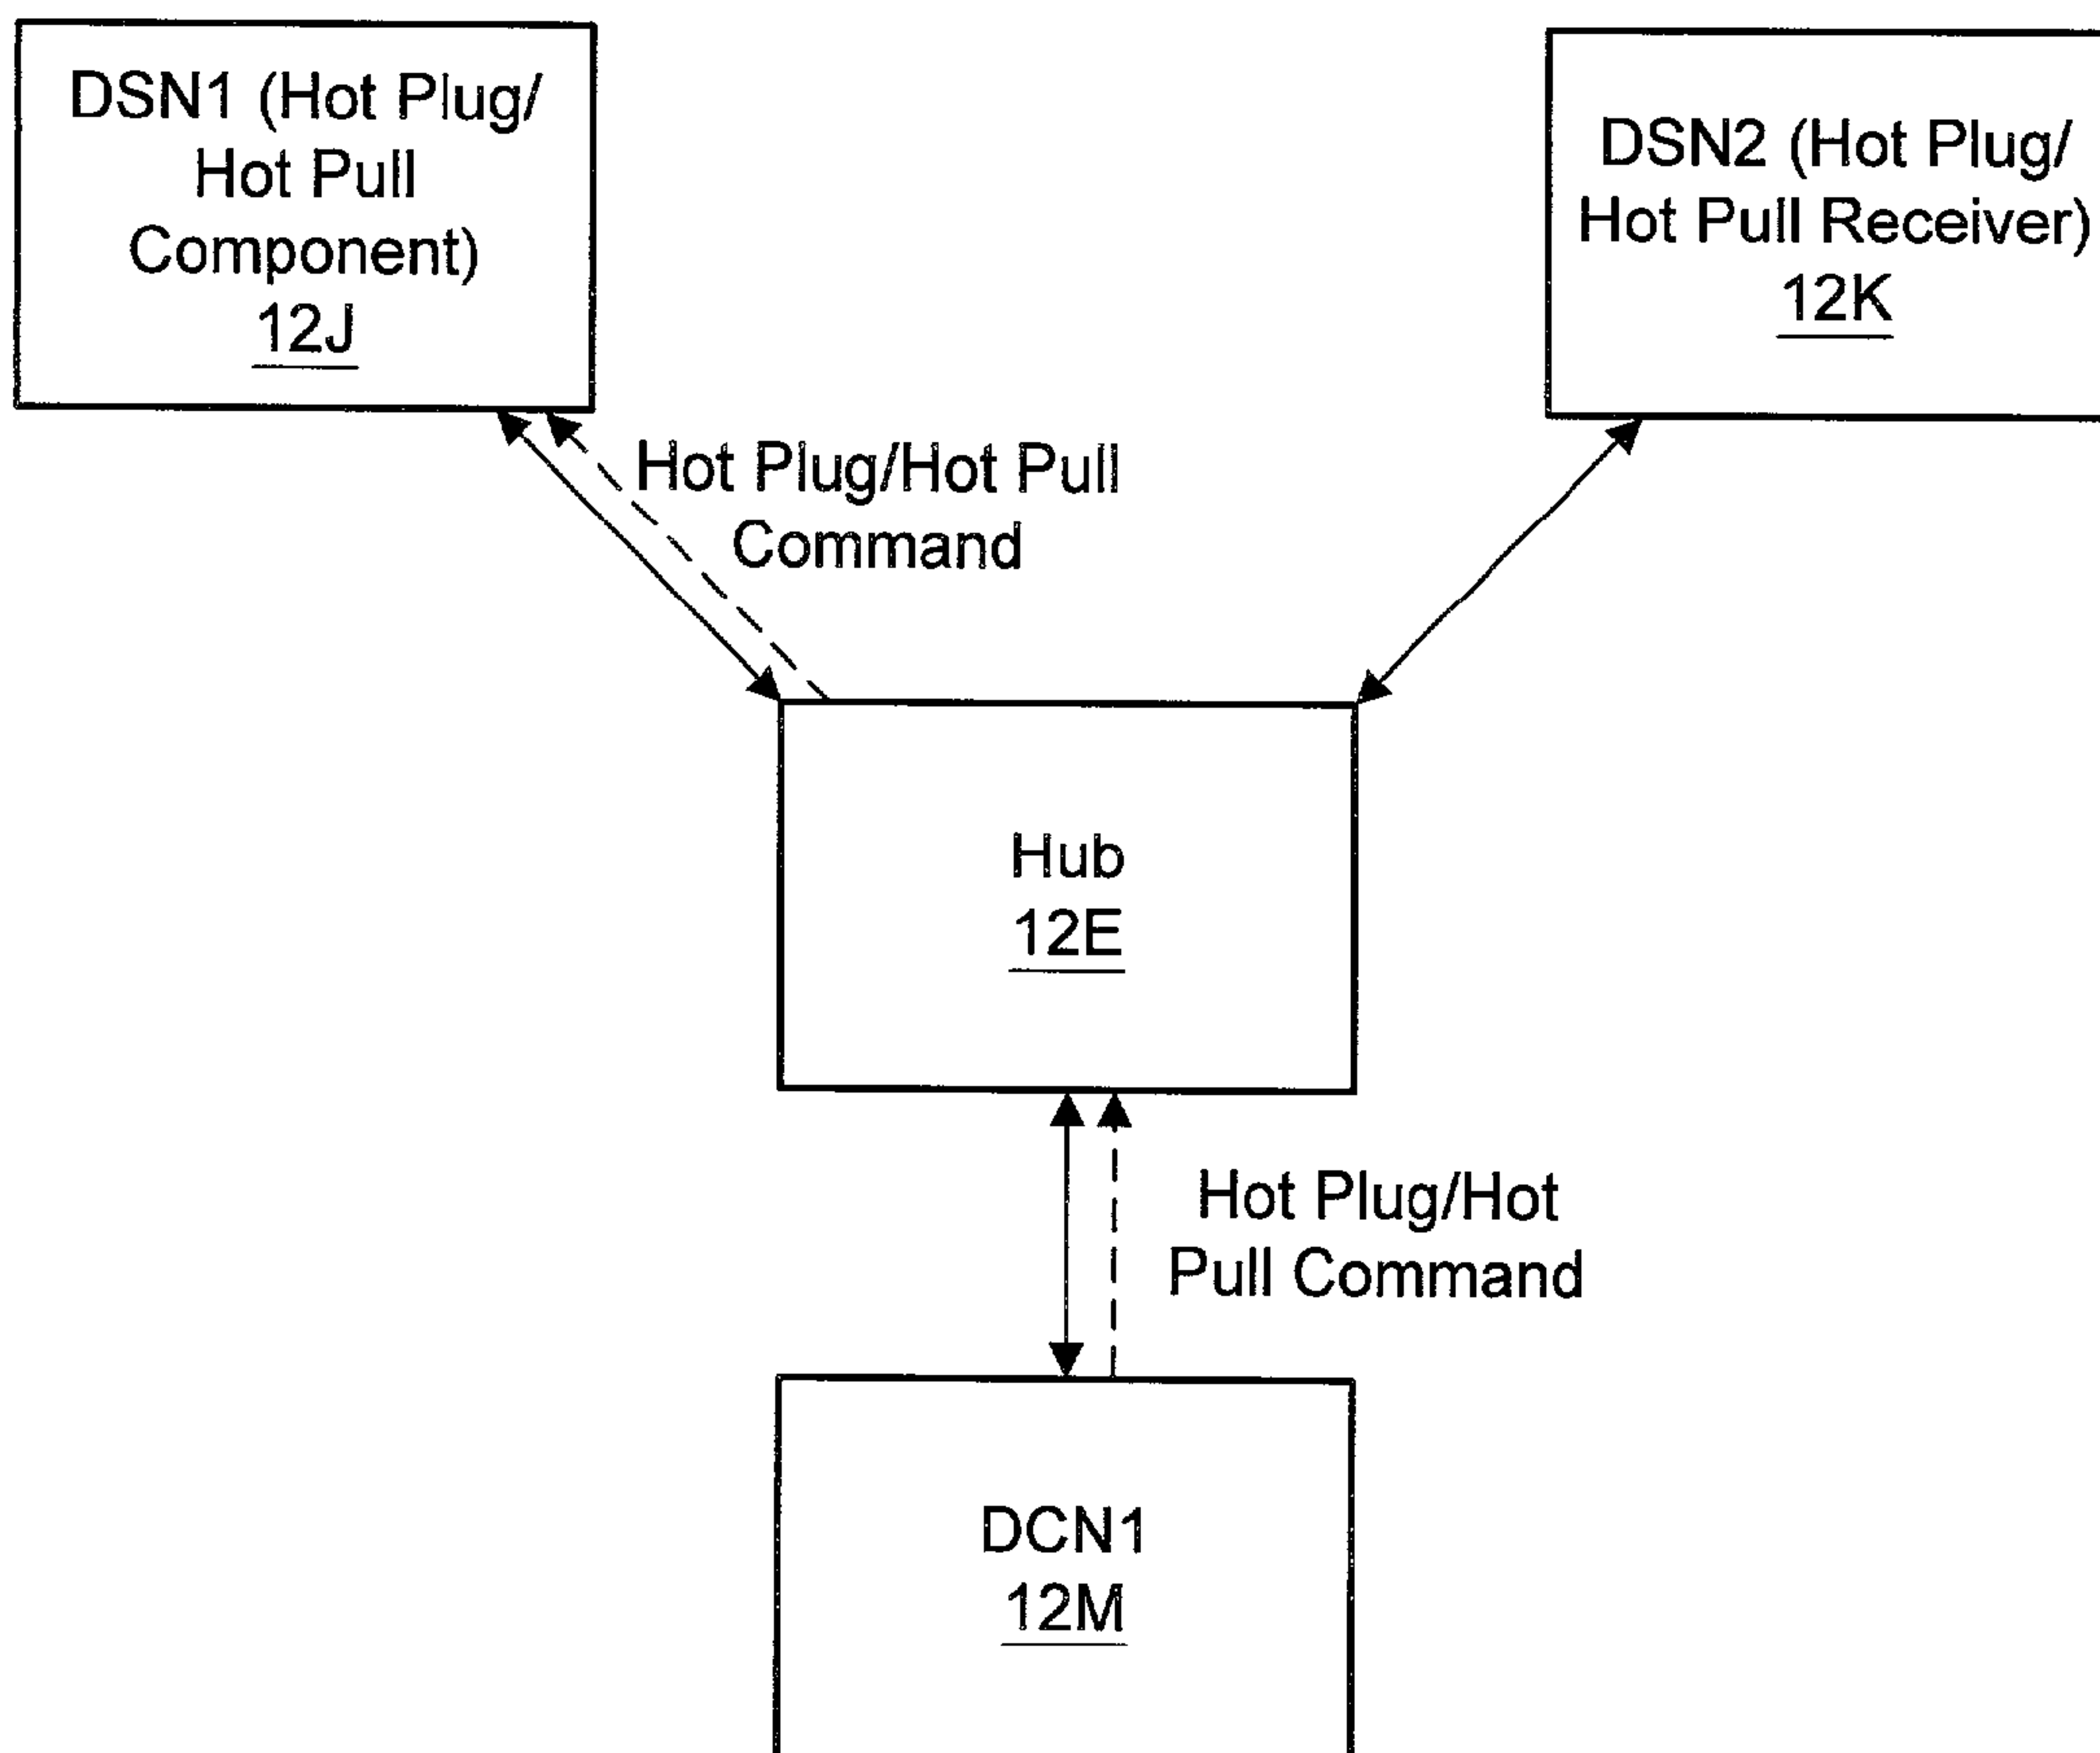 DSN1 (Hot Plug/
Hot Pull
Component)
12J
DSN2 (Hot Plug/
Hot Pull Receiver)
12K
Hot Plug/Hot Pull
Command
Hub
12E
Hot Plug/Hot
Pull Command
DCN1
12M